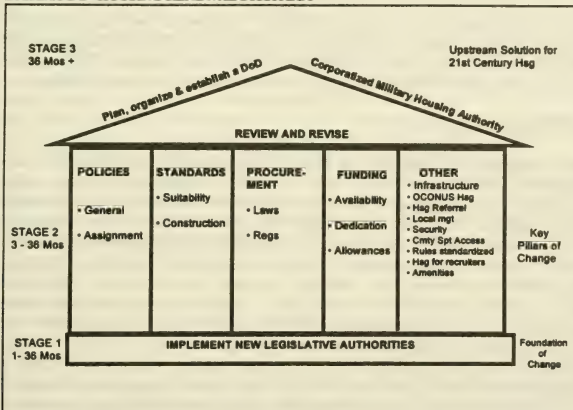 STAGE 3
36 Mos +
Upstream Solution for
21st Century Hsg
Plan, organize & establish a DoD
Corporatized Military Housing Authority
REVIEW AND REVISE
STAGE 2
3 - 36 Mos
POLICIES
• General
• Assignment
STANDARDS
• Suitability
• Construction
PROCURE-
MENT
• Laws
• Regs
FUNDING
• Availability
• Dedication
• Allowances
OTHER
• Infrastructure
• OCONUS Hsg
• Hsg Referral
• Local mgt
• Security
• Cmty Spt Access
• Rules standardized
• Hsg for recruiters
• Amenities
Key
Pillars of
Change
STAGE 1
1- 36 Mos
IMPLEMENT NEW LEGISLATIVE AUTHORITIES
Foundation
of
Change